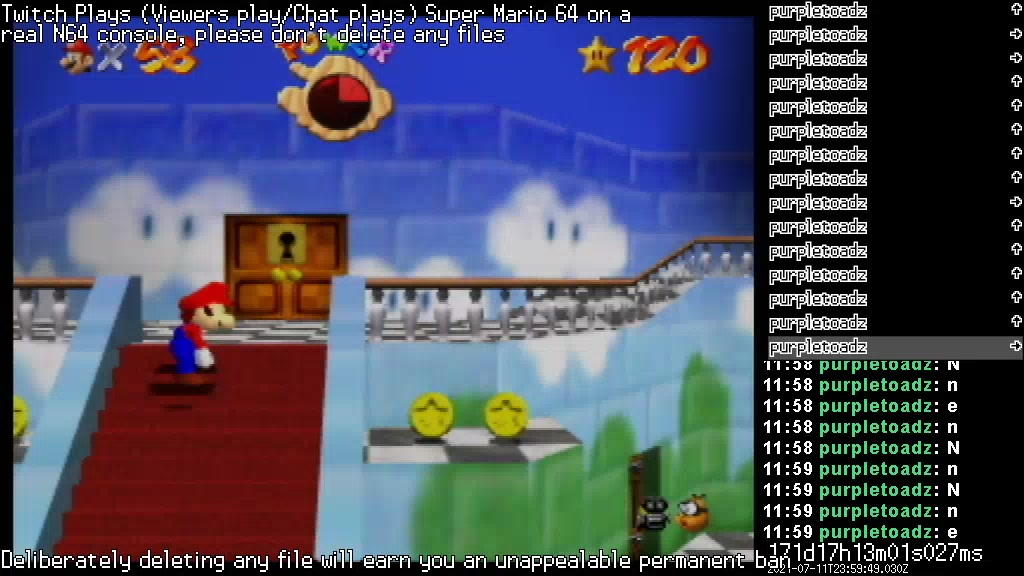 Twitch Plays (Viewers play/Chat plays) Super Mario 64 on a
real N64 console, please don't delete any files
x 58
POWER
120
purpletoadz ↑
purpletoadz →
purpletoadz →
purpletoadz ↑
purpletoadz ↑
purpletoadz ↑
purpletoadz ↑
purpletoadz ↑
purpletoadz →
purpletoadz ↑
purpletoadz ↑
purpletoadz ↑
purpletoadz ↑
purpletoadz ↑
purpletoadz →
11:58 purpletoadz: N
11:58 purpletoadz: n
11:58 purpletoadz: e
11:58 purpletoadz: n
11:58 purpletoadz: N
11:59 purpletoadz: n
11:59 purpletoadz: N
11:59 purpletoadz: n
11:59 purpletoadz: e
Deliberately deleting any file will earn you an unappealable permanent ban
171d17h13m01s027ms
2021-07-11T23:59:49.030Z